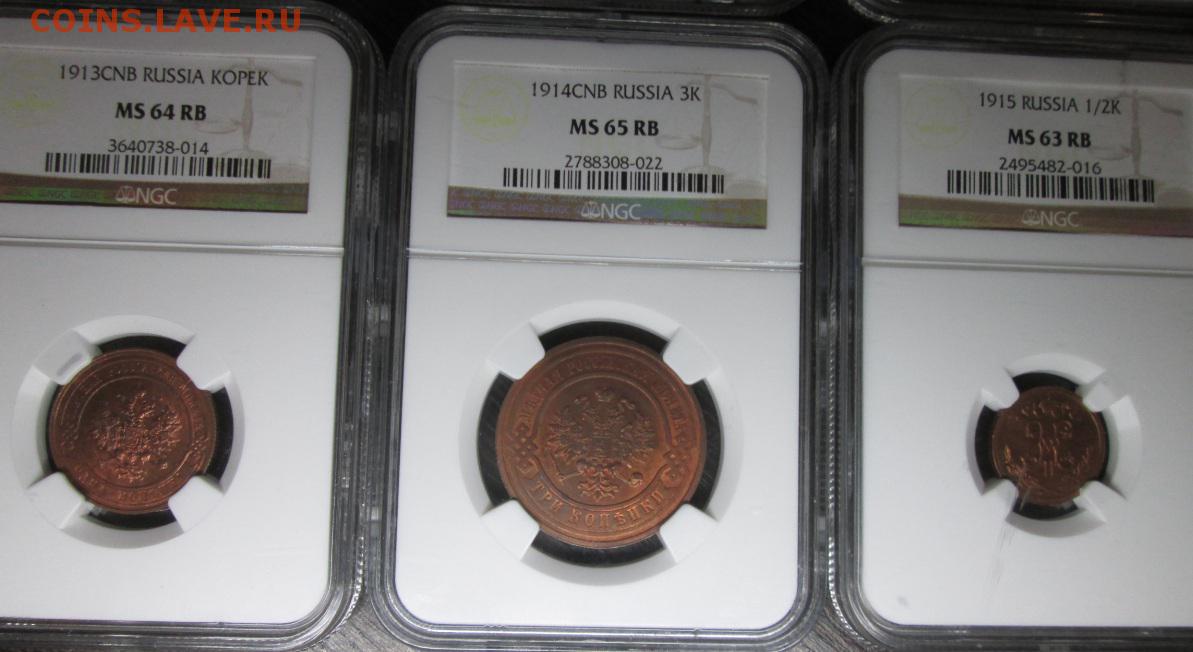 COINS.LAVE.RU
1913CNB RUSSIA KOPEK
MS 64 RB
3640738-014
NGC
1914CNB RUSSIA 3K
MS 65 RB
2788308-022
NGC
1915 RUSSIA 1/2K
MS 63 RB
2495482-016
NGC
ТРИ КОПѢЙКИ